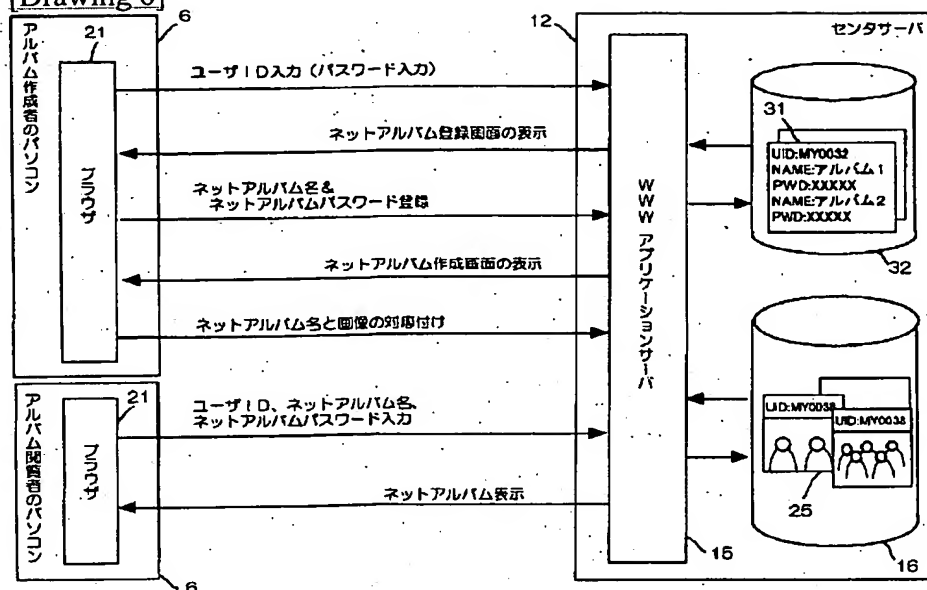 [Drawing 6]
6
アルバム作成者のパソコン
21
ブラウザ
ユーザID入力（パスワード入力）
ネットアルバム登録画面の表示
ネットアルバム名&
ネットアルバムパスワード登録
ネットアルバム作成画面の表示
ネットアルバム名と画像の対応付け
アルバム閲覧者のパソコン
21
ブラウザ
ユーザID、ネットアルバム名、
ネットアルバムパスワード入力
ネットアルバム表示
6
12
センタサーバ
WWWアプリケーションサーバ
15
31
UID:MY0032
NAME:アルバム1
PWD:XXXXX
NAME:アルバム2
PWD:XXXXX
32
UID:MY0038
UID:MY0038
25
16